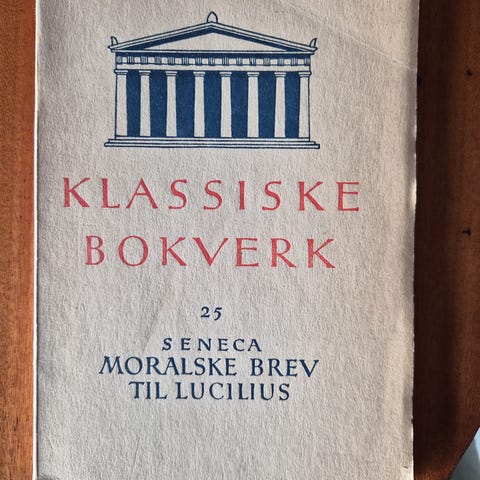 KLASSISKE
BOKVERK
25
SENECA
MORALSKE BREV
TIL LUCILIUS